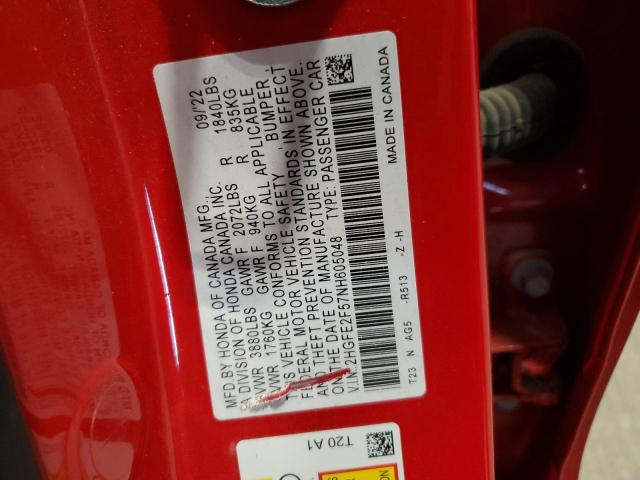 MFD.BY HONDA OF CANADA MFG., 09/22
A DIVISION OF HONDA CANADA INC.
GVWR 3880LBS GAWR F 2072LBS R 1840LBS
GVWR 1760KG GAWR F 940KG R 835KG
THIS VEHICLE CONFORMS TO ALL APPLICABLE
FEDERAL MOTOR VEHICLE SAFETY, BUMPER,
AND THEFT PREVENTION STANDARDS IN EFFECT
ON THE DATE OF MANUFACTURE SHOWN ABOVE.
V.I.N. 2HGFE2F57NH605048 TYPE: PASSENGER CAR
MADE IN CANADA
T23 N AG5 -R513 -Z -H
T20 A1